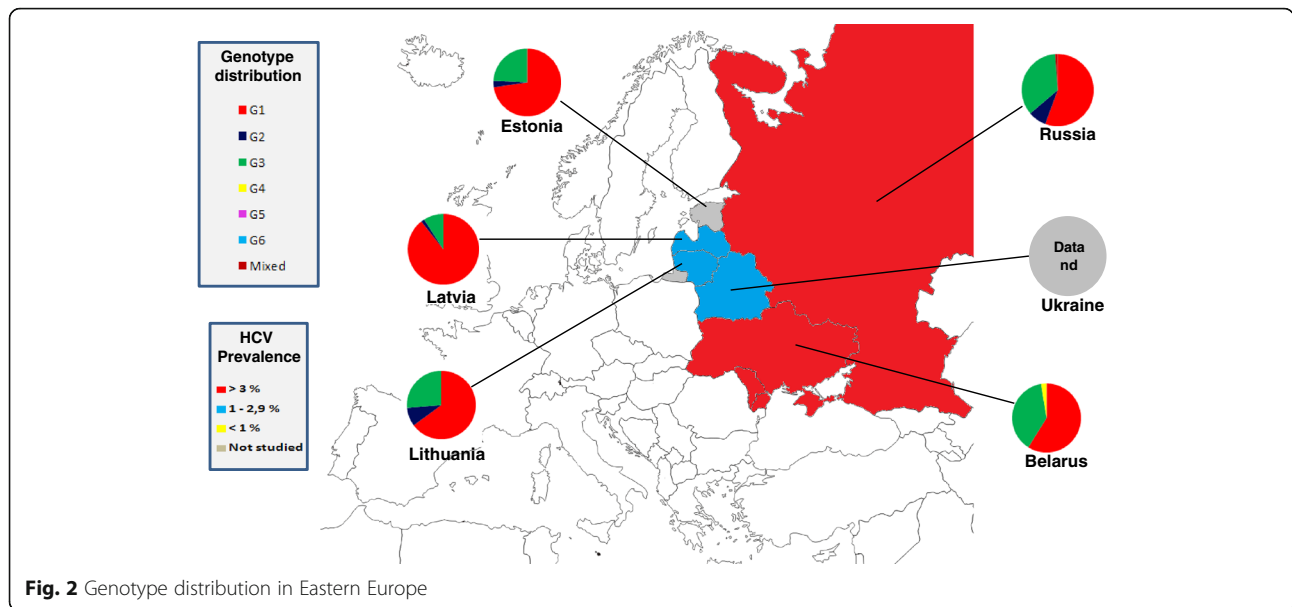 Genotype
distribution
G1
G2
G3
G4
G5
G6
Mixed
HCV
Prevalence
> 3 %
1 - 2,9 %
< 1 %
Not studied
Estonia
Latvia
Lithuania
Russia
Data
nd
Ukraine
Belarus
Fig. 2 Genotype distribution in Eastern Europe